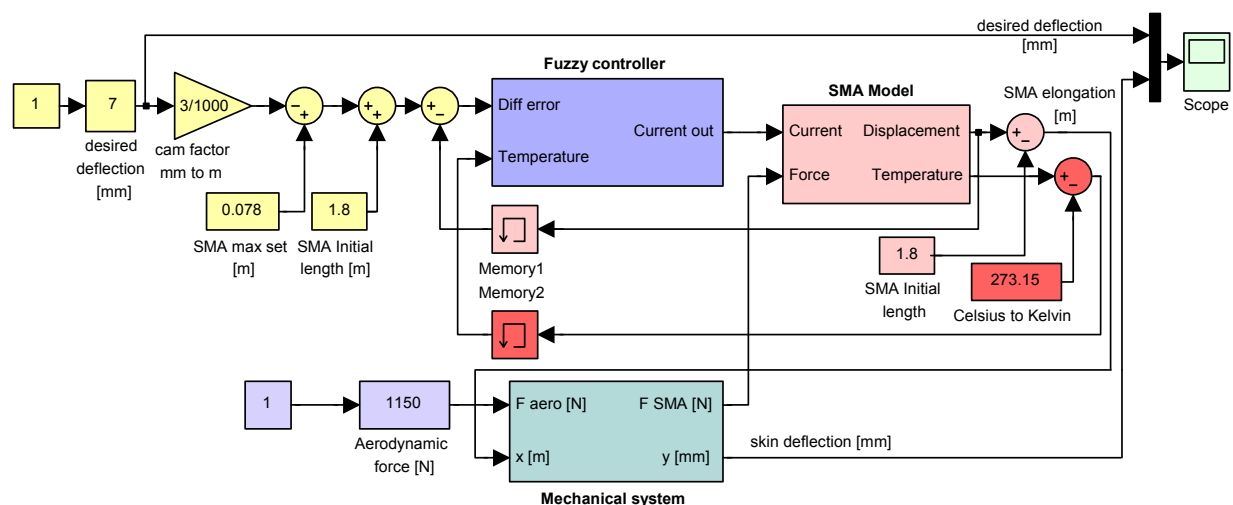 desired deflection
[mm]
Fuzzy controller
1
7
3/1000
−
+
+
+
+
−
Diff error
Current out
Temperature
SMA Model
Current
Displacement
Force
Temperature
SMA elongation
[m]
+
−
+
−
Scope
desired
deflection
[mm]
cam factor
mm to m
0.078
SMA max set
[m]
1.8
SMA Initial
length [m]
Memory1
Memory2
1.8
SMA Initial
length
273.15
Celsius to Kelvin
1
1150
Aerodynamic
force [N]
F aero [N]
F SMA [N]
x [m]
y [mm]
skin deflection [mm]
Mechanical system